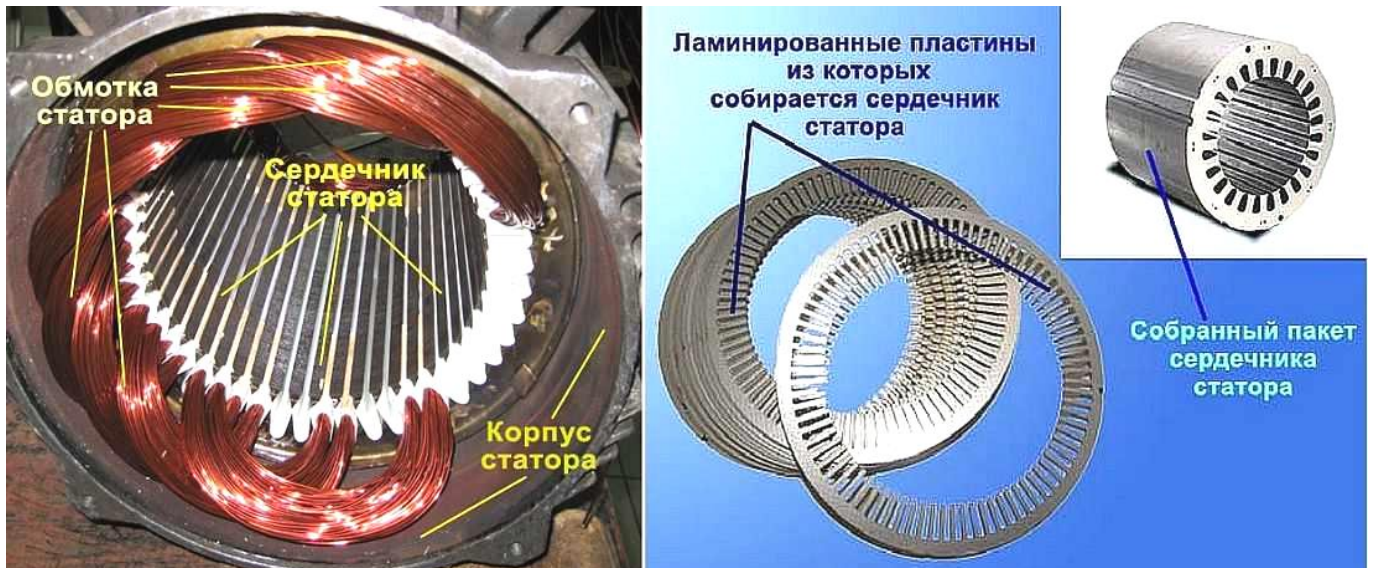 Обмотка
статора
Сердечник
статора
Корпус
статора
Ламинированные пластины
из которых
собирается сердечник
статора
Собранный пакет
сердечника
статора